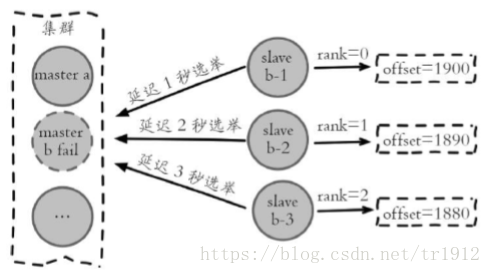 集群
master a
master
b fail
...
延迟 1 秒选举
延迟 2 秒选举
延迟 3 秒选举
slave
b-1
rank=0
offset=1900
slave
b-2
rank=1
offset=1890
slave
b-3
rank=2
offset=1880
https://blog.csdn.net/tr1912